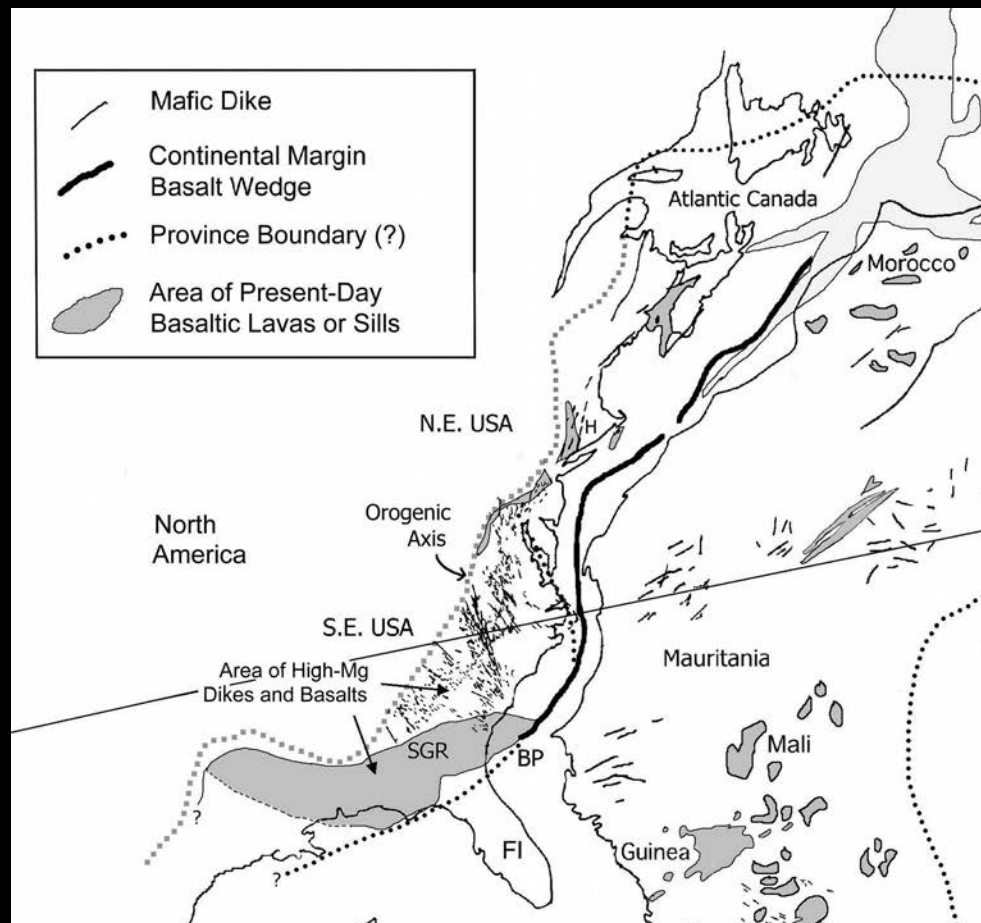 Mafic Dike
Continental Margin
Basalt Wedge
Province Boundary (?)
Area of Present-Day
Basaltic Lavas or Sills
Atlantic Canada
Morocco
N.E. USA
H
Orogenic
Axis
North
America
S.E. USA
Area of High-Mg
Dikes and Basalts
Mauritania
SGR
BP
Mali
?
FI
Guinea
?